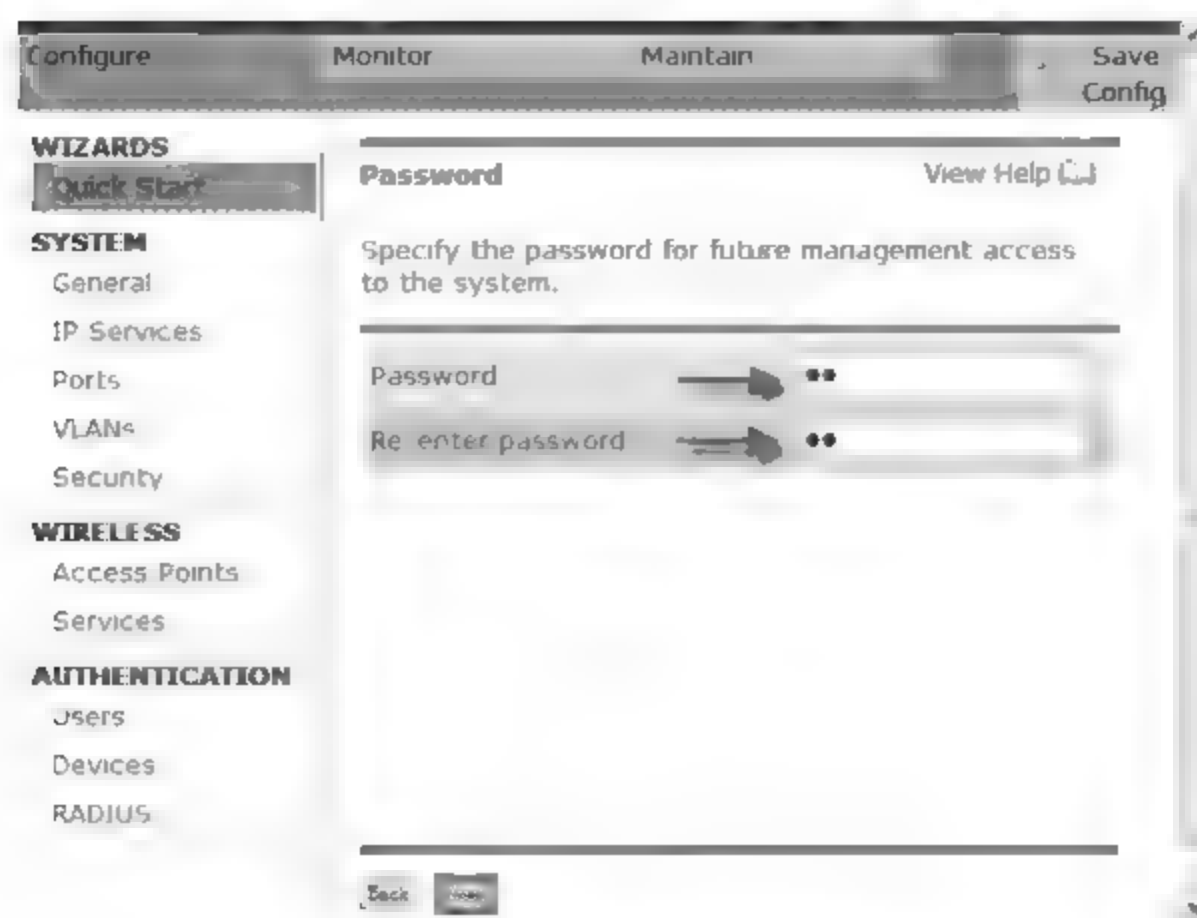 Configure Monitor Maintain Save
Config
WIZARDS
Quick Start
SYSTEM
General
IP Services
Ports
VLANs
Security
WIRELESS
Access Points
Services
AUTHENTICATION
Users
Devices
RADIUS
Password View Help
Specify the password for future management access
to the system.
Password ••
Re-enter password ••
Back